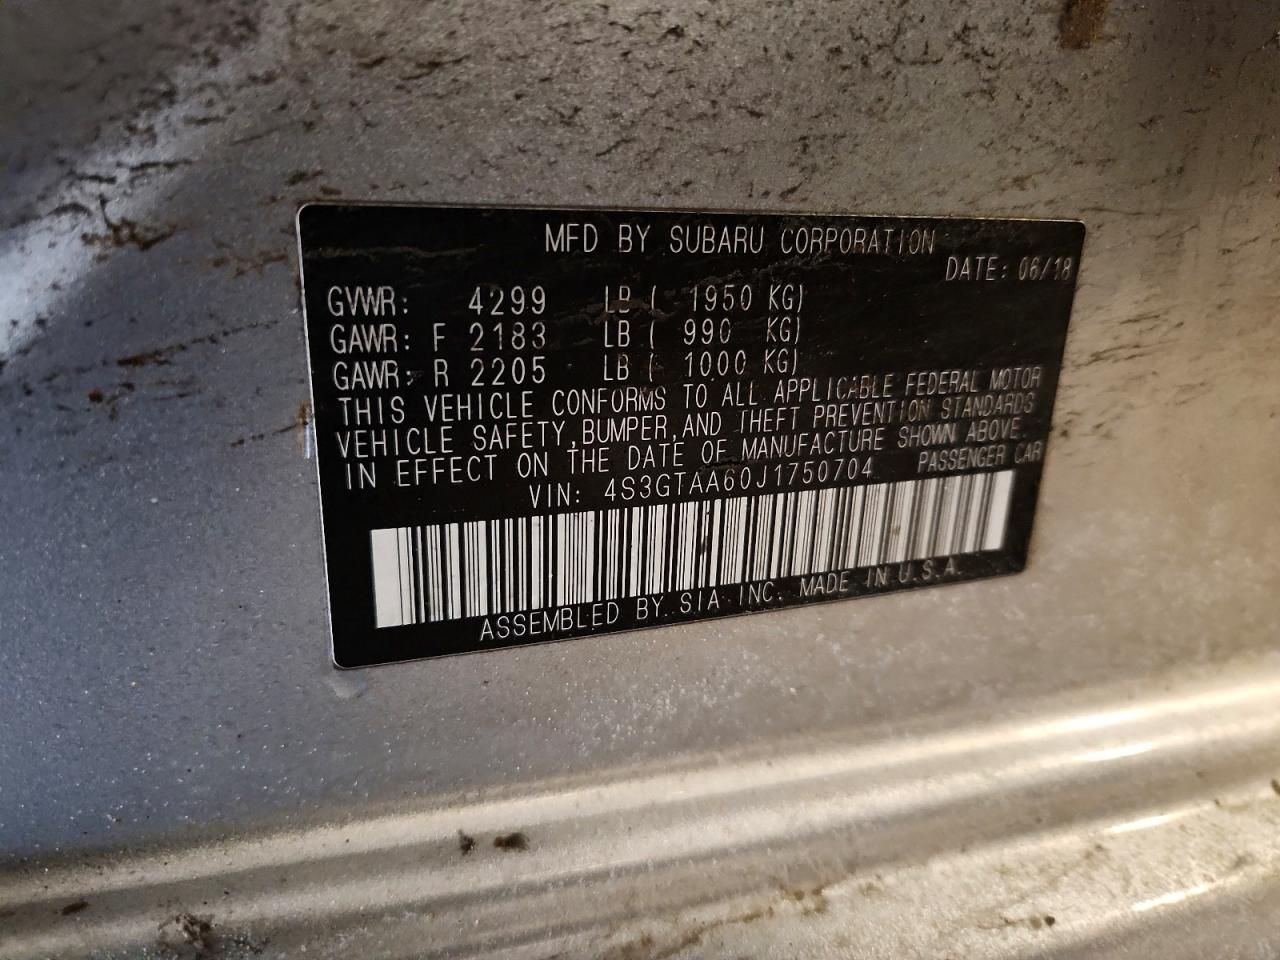 MFD BY SUBARU CORPORATION
DATE: 06/18
GVWR: 4299 LB ( 1950 KG)
GAWR: F 2183 LB ( 990 KG)
GAWR: R 2205 LB ( 1000 KG)
THIS VEHICLE CONFORMS TO ALL APPLICABLE FEDERAL MOTOR
VEHICLE SAFETY, BUMPER, AND THEFT PREVENTION STANDARDS
IN EFFECT ON THE DATE OF MANUFACTURE SHOWN ABOVE.
VIN: 4S3GTAA60J1750704 PASSENGER CAR
ASSEMBLED BY SIA INC. MADE IN U.S.A.